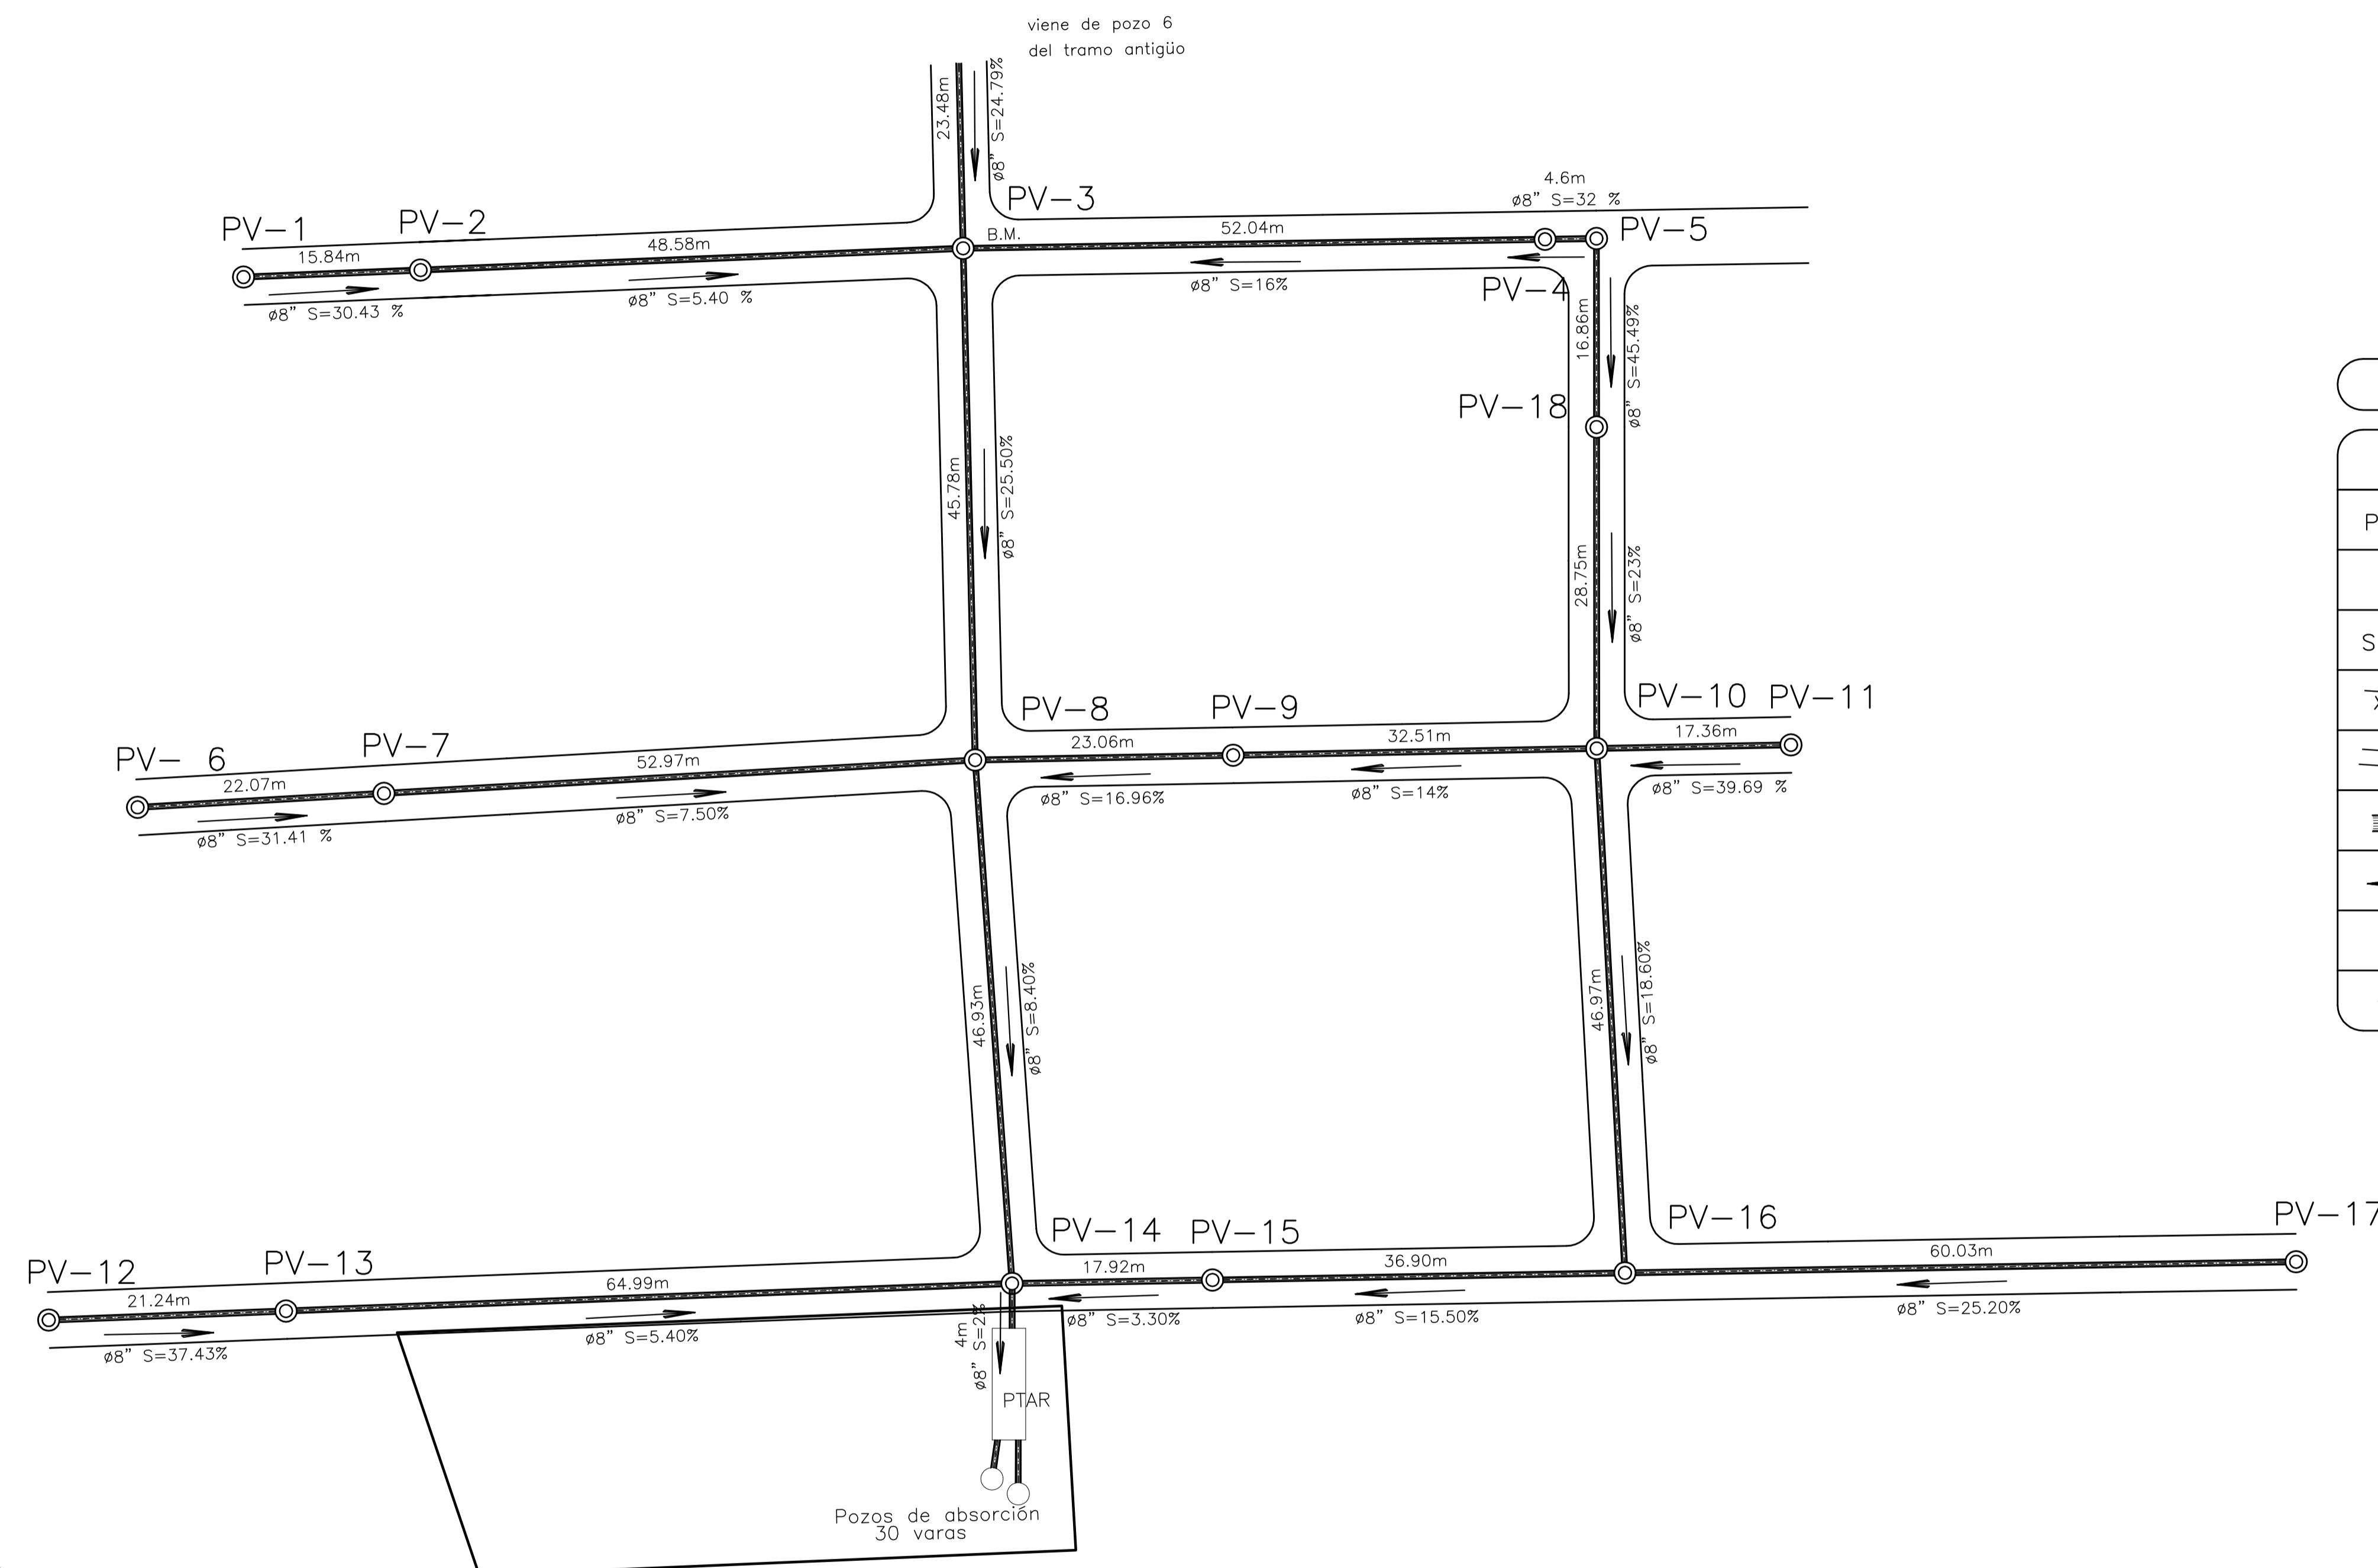 viene de pozo 6
del tramo antigüo
23.48m
ø8" S=24.79%
PV-1
PV-2
PV-3
B.M.
4.6m
ø8" S=32 %
PV-5
15.84m
48.58m
52.04m
ø8" S=30.43 %
ø8" S=5.40 %
ø8" S=16%
PV-4
16.86m
ø8" S=45.49%
PV-18
45.78m
ø8" S=25.50%
28.75m
ø8" S=23%
PV- 6
PV-7
PV-8
PV-9
PV-10
PV-11
22.07m
52.97m
23.06m
32.51m
17.36m
ø8" S=31.41 %
ø8" S=7.50%
ø8" S=16.96%
ø8" S=14%
ø8" S=39.69 %
46.93m
ø8" S=8.40%
46.97m
ø8" S=18.60%
PV-12
PV-13
PV-14
PV-15
PV-16
PV-17
21.24m
64.99m
17.92m
36.90m
60.03m
ø8" S=37.43%
ø8" S=5.40%
4m
ø8" S=2%
ø8" S=3.30%
ø8" S=15.50%
ø8" S=25.20%
PTAR
Pozos de absorción
30 varas
P
S